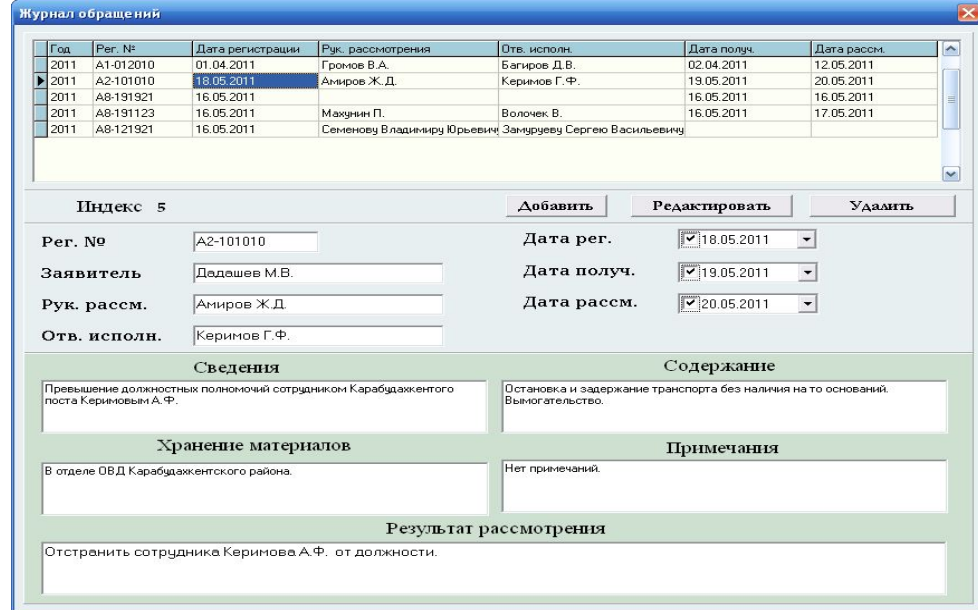 Журнал обращений
Год Рег. № Дата регистрации Рук. рассмотрения Отв. исполн. Дата получ. Дата рассм.
2011 А1-012010 01.04.2011 Громов В.А. Багиров Д.В. 02.04.2011 12.05.2011
2011 А2-101010 18.05.2011 Амиров Ж.Д. Керимов Г.Ф. 19.05.2011 20.05.2011
2011 А8-191921 16.05.2011 16.05.2011 16.05.2011
2011 А8-191123 16.05.2011 Махунин П. Волочек В. 16.05.2011 17.05.2011
2011 А8-121921 16.05.2011 Семенову Владимиру Юрьевич Замуруеву Сергею Васильевичу
Индекс 5 Добавить Редактировать Удалить
Рег. № А2-101010 Дата рег. 18.05.2011
Заявитель Дадашев М.В. Дата получ. 19.05.2011
Рук. рассм. Амиров Ж.Д. Дата рассм. 20.05.2011
Отв. исполн. Керимов Г.Ф.
Сведения Содержание
Превышение должностных полномочий сотрудником Карабудахкентого
поста Керимовым А.Ф.
Остановка и задержание транспорта без наличия на то оснований.
Вымогательство.
Хранение материалов Примечания
В отделе ОВД Карабудахкентского района.
Нет примечаний.
Результат рассмотрения
Отстранить сотрудника Керимова А.Ф. от должности.